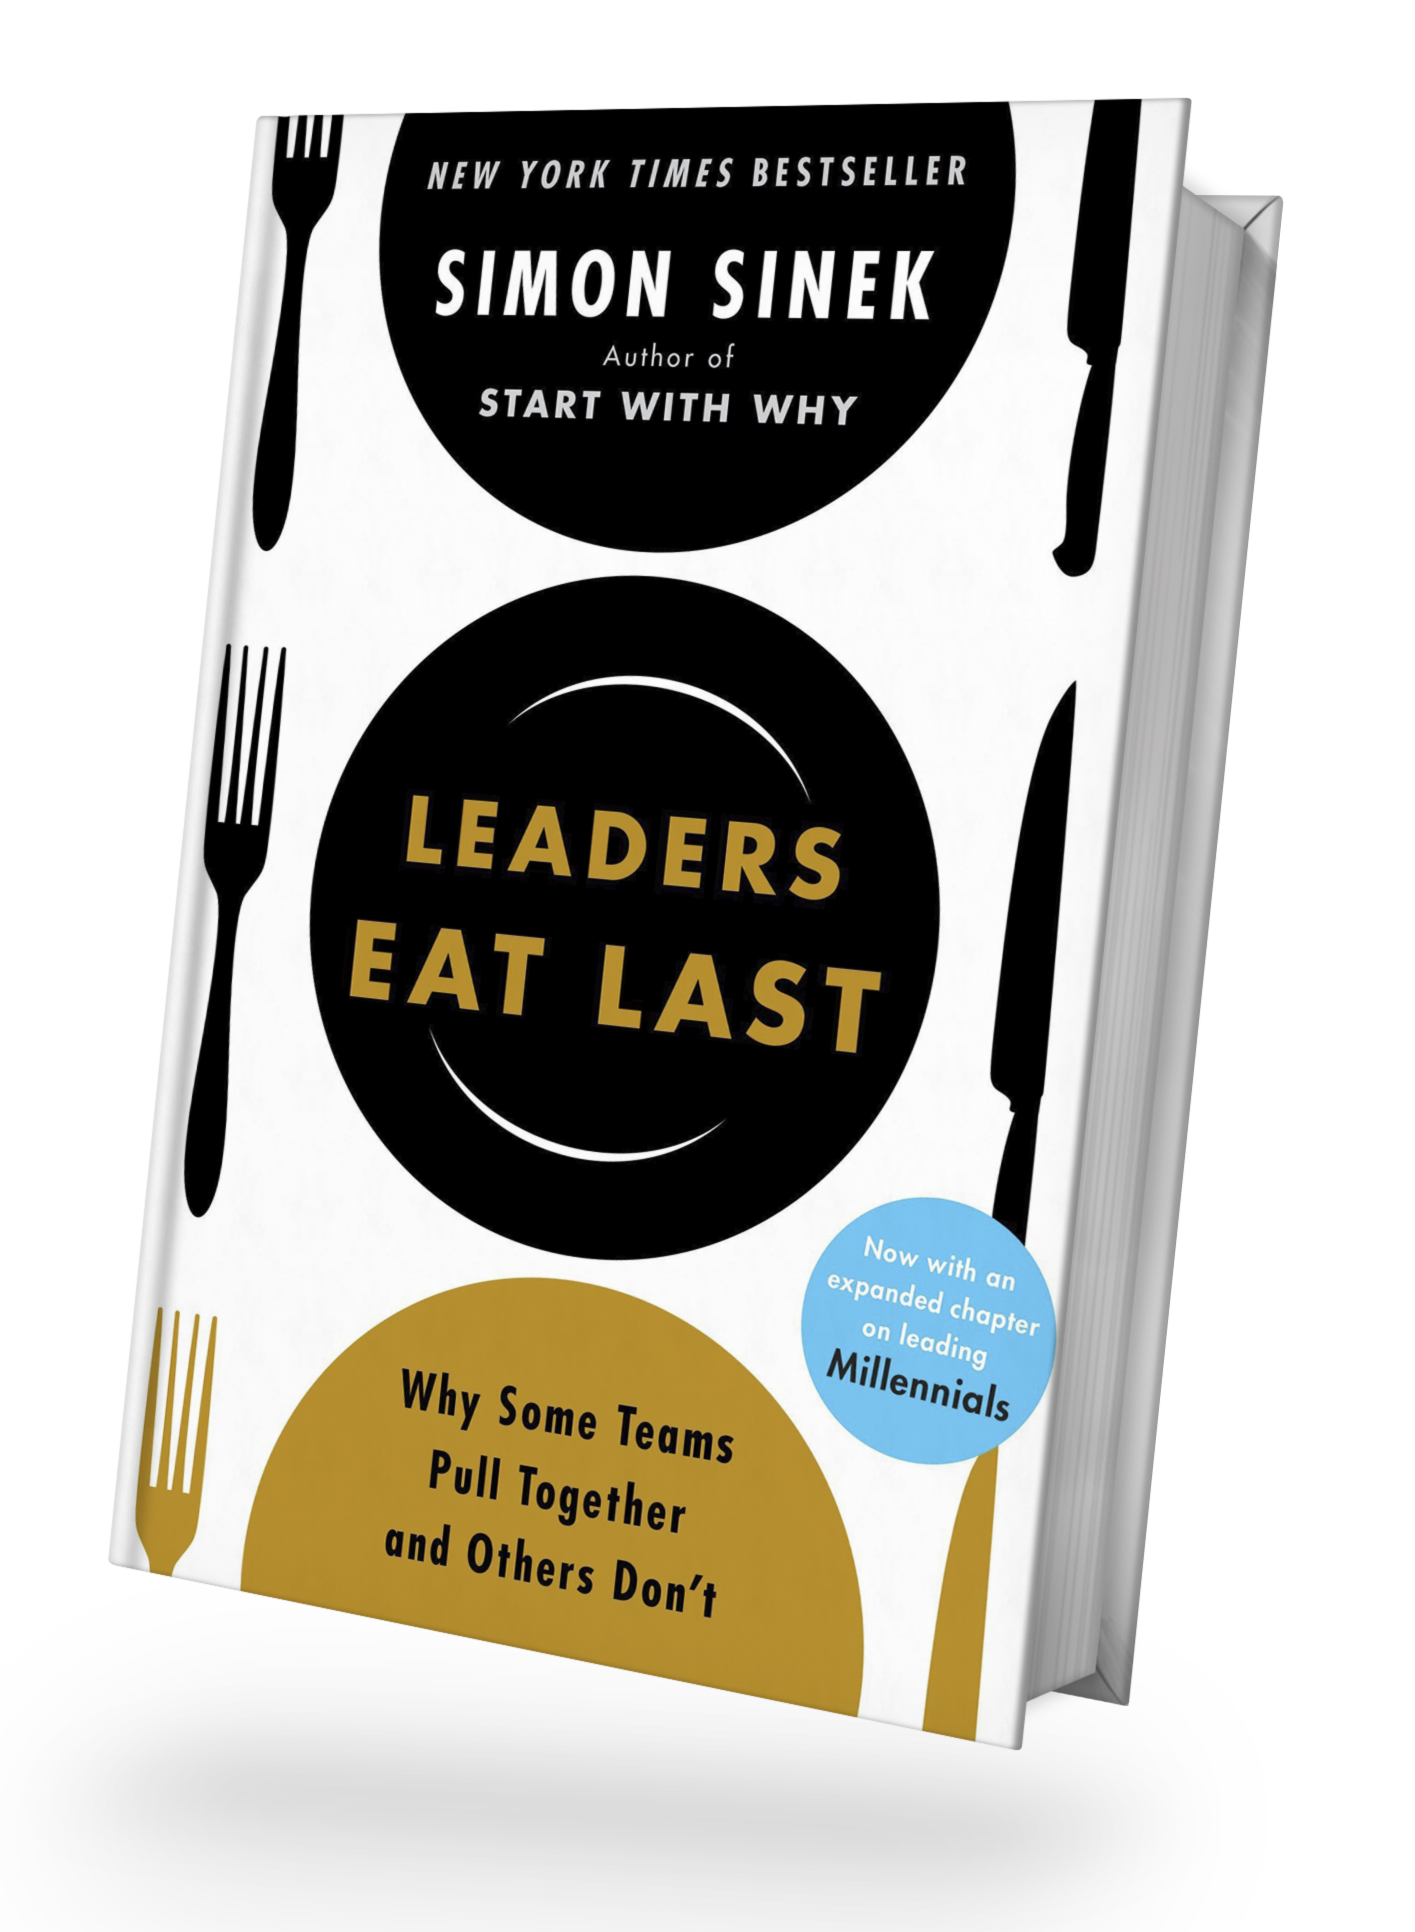 NEW YORK TIMES BESTSELLER
SIMON SINEK
Author of
START WITH WHY
LEADERS
EAT LAST
Now with an
expanded chapter
on leading
Millennials
Why Some Teams
Pull Together
and Others Don't